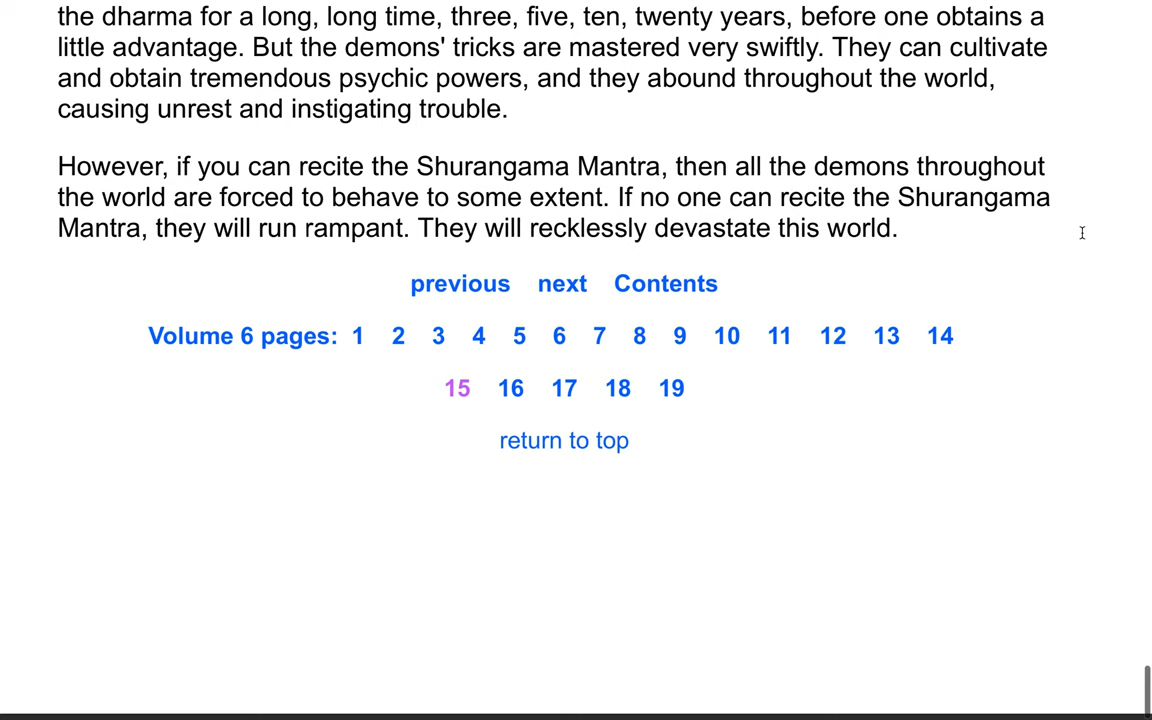 the dharma for a long, long time, three, five, ten, twenty years, before one obtains a
little advantage. But the demons' tricks are mastered very swiftly. They can cultivate
and obtain tremendous psychic powers, and they abound throughout the world,
causing unrest and instigating trouble.
However, if you can recite the Shurangama Mantra, then all the demons throughout
the world are forced to behave to some extent. If no one can recite the Shurangama
Mantra, they will run rampant. They will recklessly devastate this world.
previous next Contents
Volume 6 pages: 1 2 3 4 5 6 7 8 9 10 11 12 13 14
15 16 17 18 19
return to top